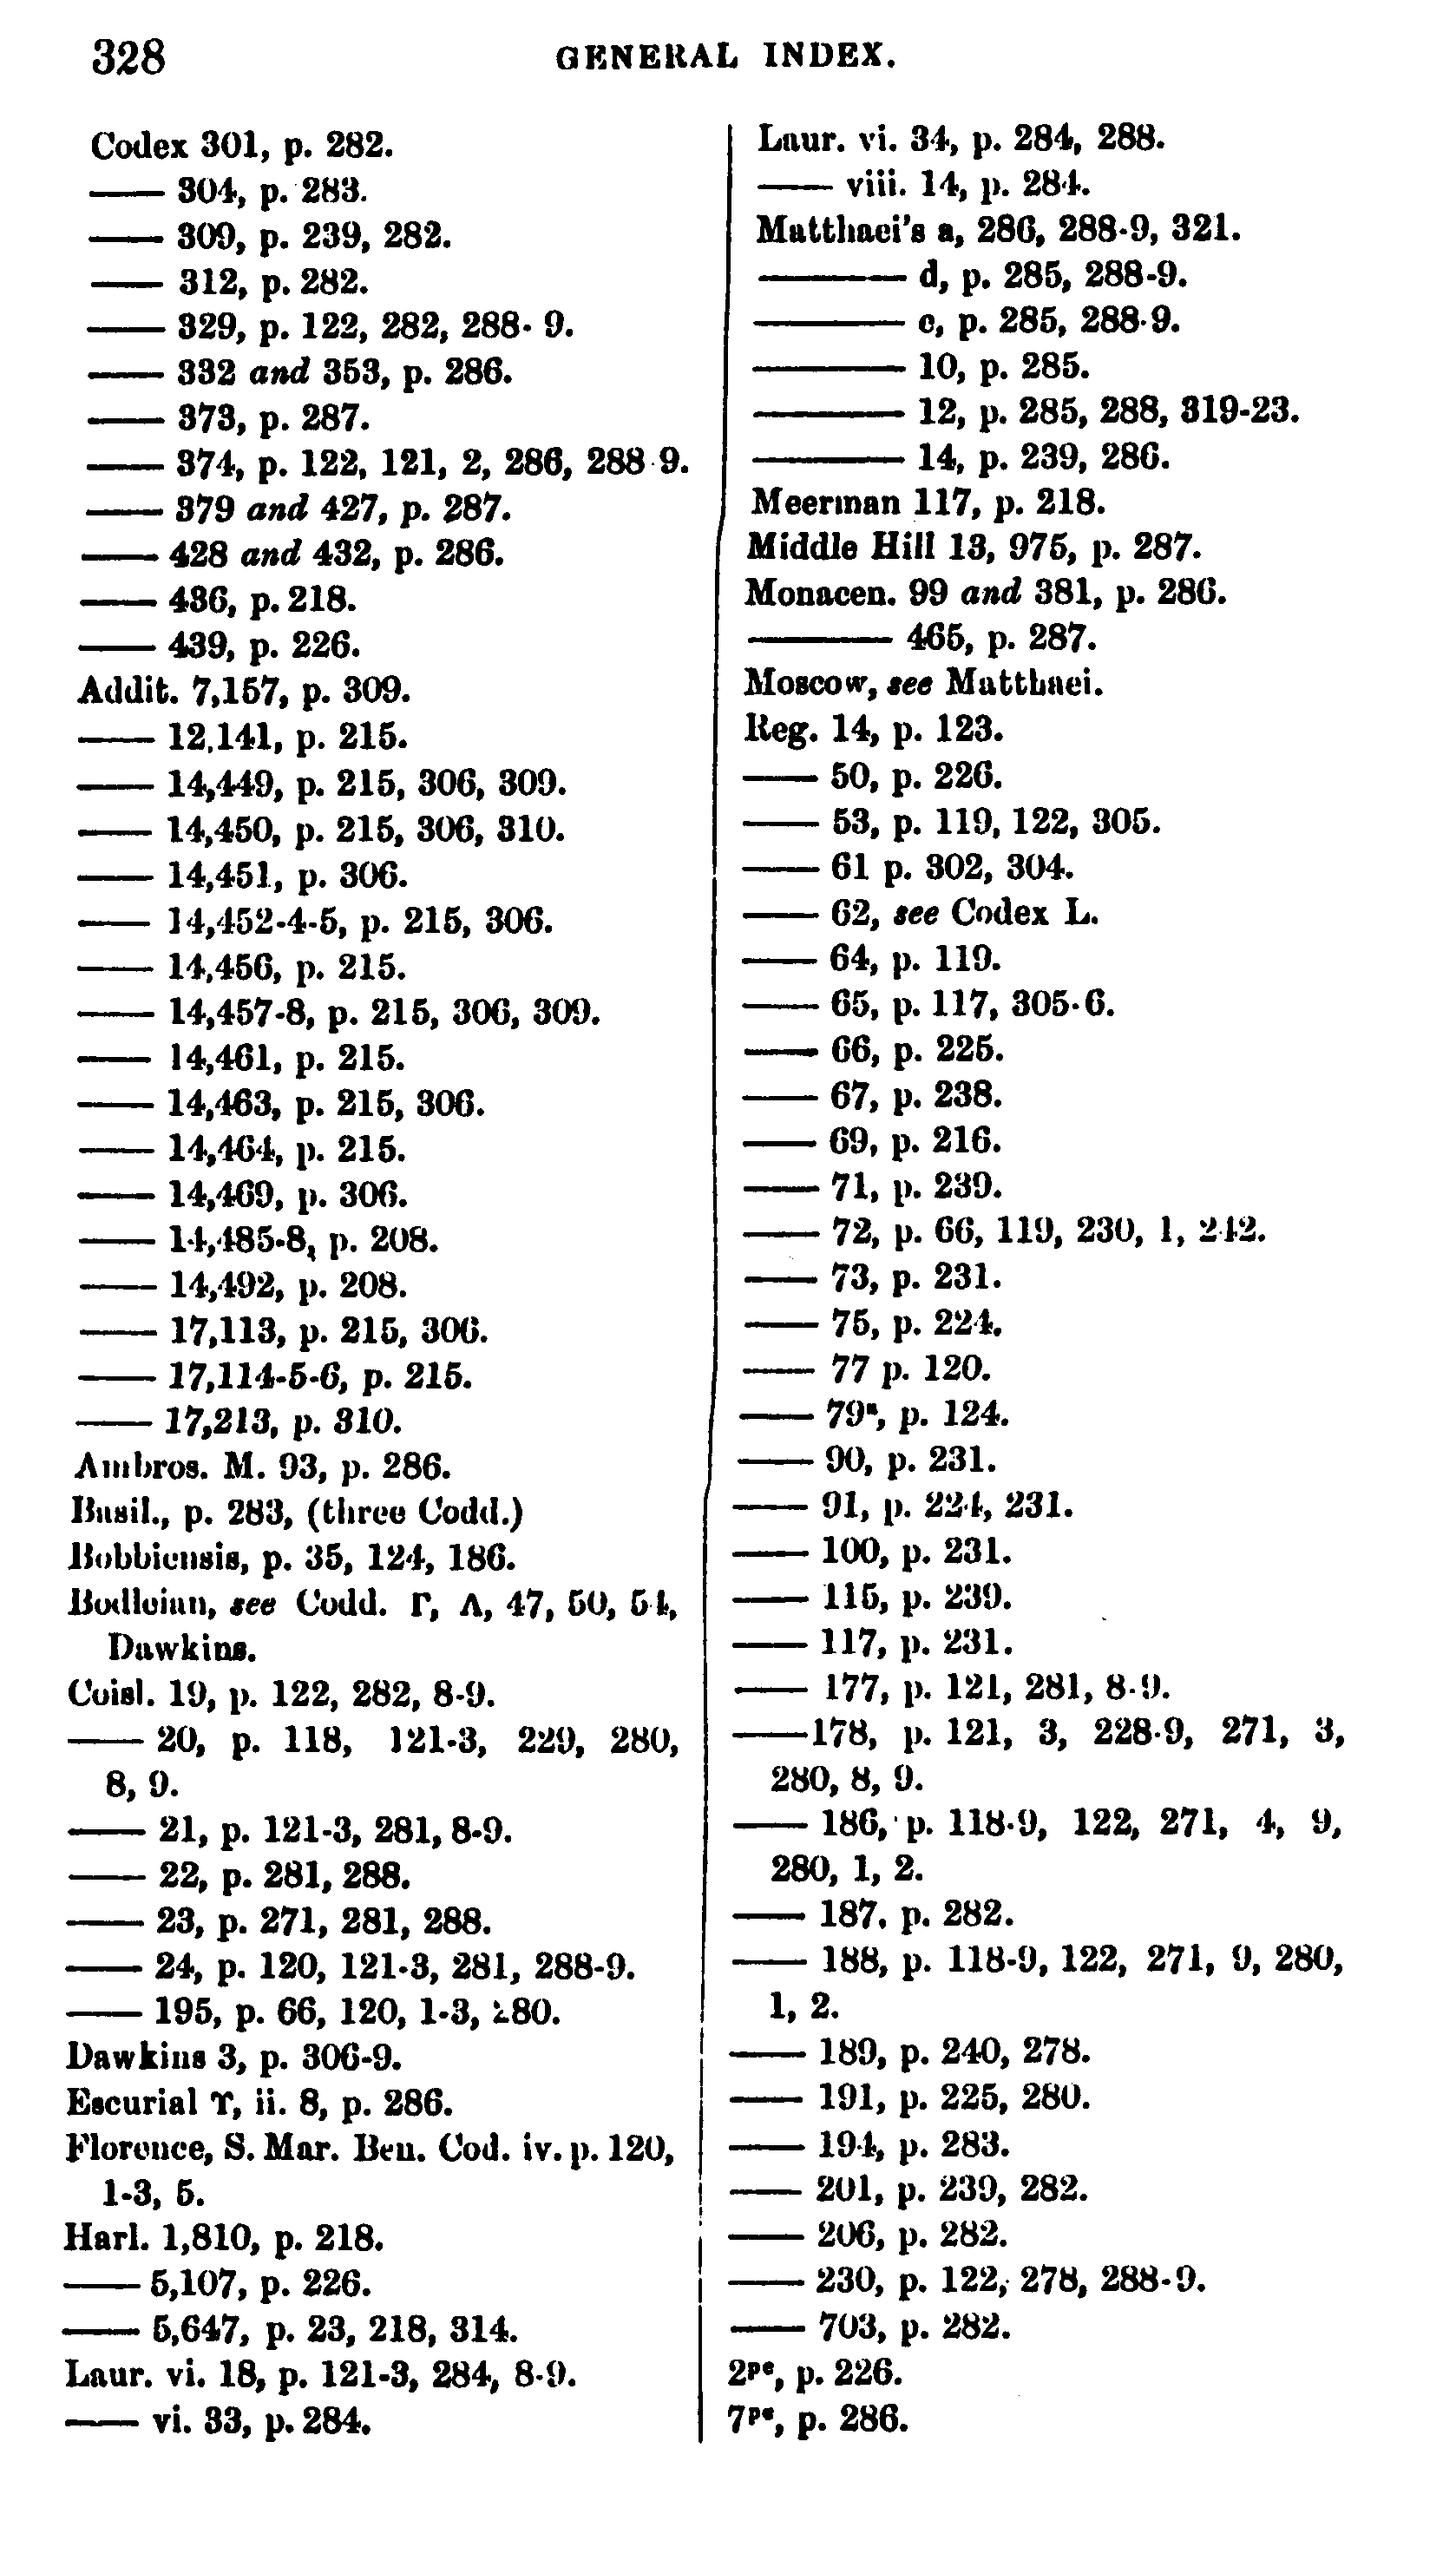 328
GENERAL INDEX.
Codex 301, p. 282.
—— 304, p. 283.
—— 309, p. 239, 282.
—— 312, p. 282.
—— 329, p. 122, 282, 288-9.
—— 332 and 353, p. 286.
—— 373, p. 287.
—— 374, p. 122, 121, 2, 286, 288-9.
—— 379 and 427, p. 287.
—— 428 and 432, p. 286.
—— 436, p. 218.
—— 439, p. 226.
Addit. 7,157, p. 309.
—— 12,141, p. 215.
—— 14,449, p. 215, 306, 309.
—— 14,450, p. 215, 306, 310.
—— 14,451, p. 306.
—— 14,452-4-5, p. 215, 306.
—— 14,456, p. 215.
—— 14,457-8, p. 215, 306, 309.
—— 14,461, p. 215.
—— 14,463, p. 215, 306.
—— 14,464, p. 215.
—— 14,469, p. 306.
—— 14,485-8, p. 208.
—— 14,492, p. 208.
—— 17,113, p. 215, 306.
—— 17,114-5-6, p. 215.
—— 17,213, p. 310.
Ambros. M. 93, p. 286.
Basil., p. 283, (three Codd.)
Bobbiensis, p. 35, 124, 186.
Bodleian, see Codd. Γ, Λ, 47, 50, 54,
Dawkins.
Coisl. 19, p. 122, 282, 8-9.
—— 20, p. 118, 121-3, 229, 280,
8, 9.
—— 21, p. 121-3, 281, 8-9.
—— 22, p. 281, 288.
—— 23, p. 271, 281, 288.
—— 24, p. 120, 121-3, 281, 288-9.
—— 195, p. 66, 120, 1-3, 280.
Dawkins 3, p. 306-9.
Escurial Υ, ii. 8, p. 286.
Florence, S. Mar. Ben. Cod. iv. p. 120,
1-3, 5.
Harl. 1,810, p. 218.
—— 5,107, p. 226.
—— 5,647, p. 23, 218, 314.
Laur. vi. 18, p. 121-3, 284, 8-9.
—— vi. 33, p. 284.
Laur. vi. 34, p. 284, 288.
—— viii. 14, p. 284.
Matthaei's a, 286, 288-9, 321.
———— d, p. 285, 288-9.
———— e, p. 285, 288-9.
———— 10, p. 285.
———— 12, p. 285, 288, 319-23.
———— 14, p. 239, 286.
Meerman 117, p. 218.
Middle Hill 13, 975, p. 287.
Monacen. 99 and 381, p. 286.
———— 465, p. 287.
Moscow, see Matthaei.
Reg. 14, p. 123.
—— 50, p. 226.
—— 53, p. 119, 122, 305.
—— 61 p. 302, 304.
—— 62, see Codex L.
—— 64, p. 119.
—— 65, p. 117, 305-6.
—— 66, p. 225.
—— 67, p. 238.
—— 69, p. 216.
—— 71, p. 239.
—— 72, p. 66, 119, 230, 1, 242.
—— 73, p. 231.
—— 75, p. 224.
—— 77 p. 120.
—— 79ª, p. 124.
—— 90, p. 231.
—— 91, p. 224, 231.
—— 100, p. 231.
—— 115, p. 239.
—— 117, p. 231.
—— 177, p. 121, 281, 8-9.
——178, p. 121, 3, 228-9, 271, 3,
280, 8, 9.
—— 186, p. 118-9, 122, 271, 4, 9,
280, 1, 2.
—— 187. p. 282.
—— 188, p. 118-9, 122, 271, 9, 280,
1, 2.
—— 189, p. 240, 278.
—— 191, p. 225, 280.
—— 194, p. 283.
—— 201, p. 239, 282.
—— 206, p. 282.
—— 230, p. 122, 278, 288-9.
—— 703, p. 282.
2ᵖᵉ, p. 226.
7ᵖᵉ, p. 286.